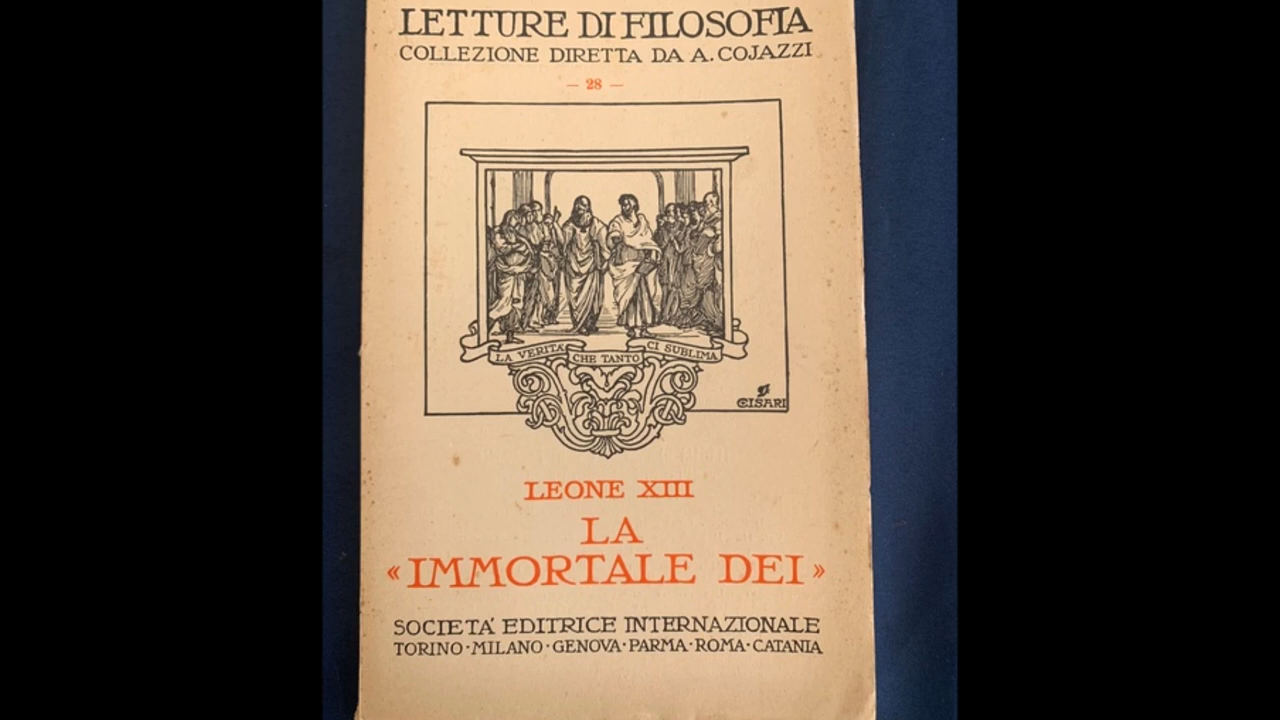 LETTURE DI FILOSOFIA
COLLEZIONE DIRETTA DA A. COJAZZI
— 28 —
LA VERITÀ CHE TANTO CI SUBLIMA
CISARI
LEONE XIII
LA
«IMMORTALE DEI»
SOCIETÀ EDITRICE INTERNAZIONALE
TORINO · MILANO · GENOVA · PARMA · ROMA · CATANIA